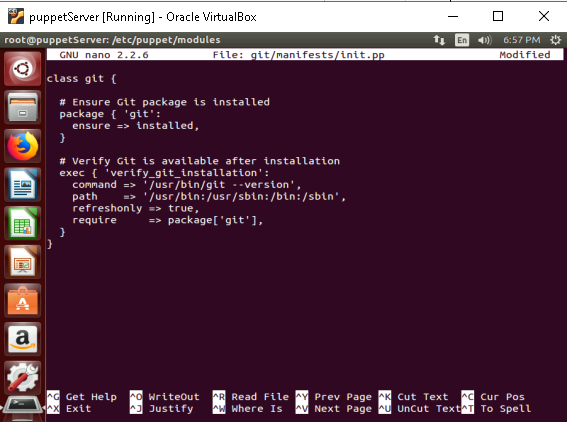 puppetServer [Running] - Oracle VirtualBox
root@puppetServer: /etc/puppet/modules En 6:57 PM
GNU nano 2.2.6 File: git/manifests/init.pp Modified
class git {
# Ensure Git package is installed
package { 'git':
ensure => installed,
}
# Verify Git is available after installation
exec { 'verify_git_installation':
command => '/usr/bin/git --version',
path => '/usr/bin:/usr/sbin:/bin:/sbin',
refreshonly => true,
require => package['git'],
}
}
^G Get Help ^O WriteOut ^R Read File ^Y Prev Page ^K Cut Text ^C Cur Pos
^X Exit ^J Justify ^W Where Is ^V Next Page ^U UnCut Text ^T To Spell